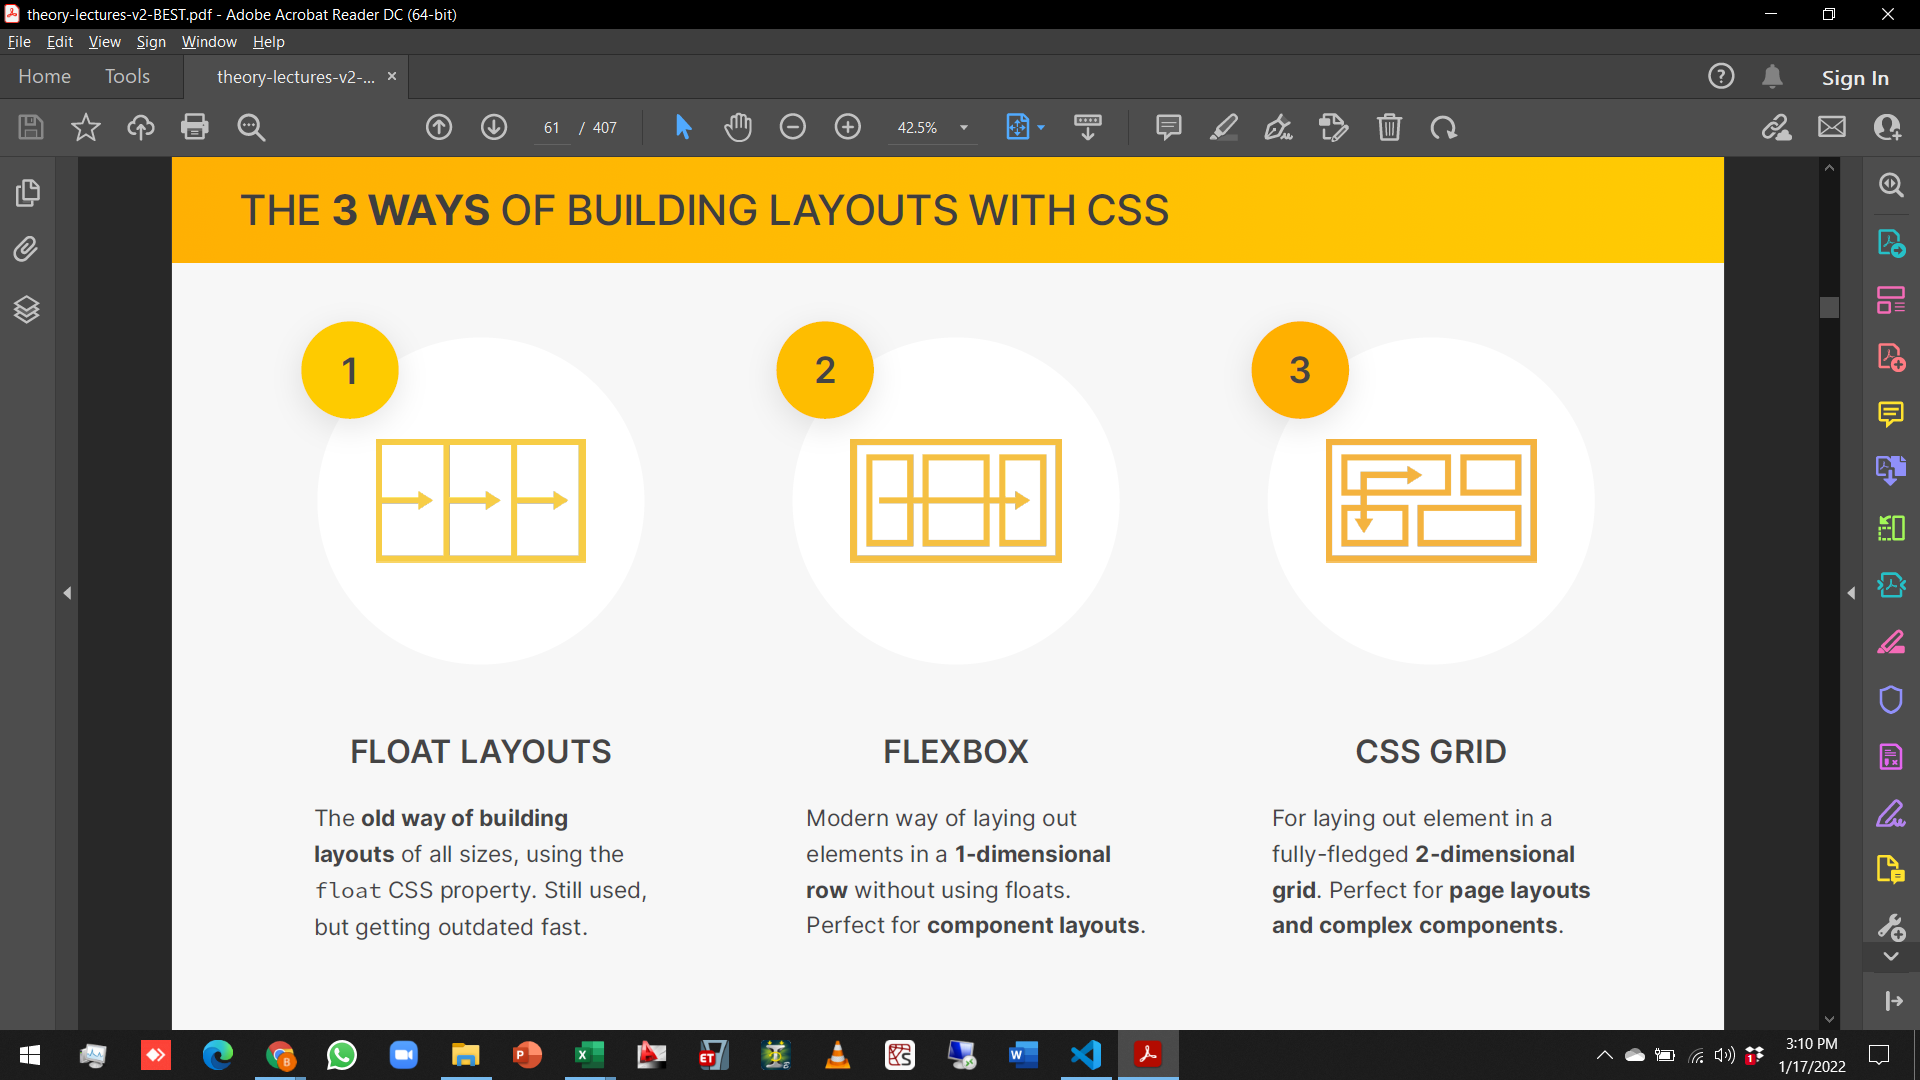 theory-lectures-v2-BEST.pdf - Adobe Acrobat Reader DC (64-bit)
File Edit View Sign Window Help
Home Tools theory-lectures-v2-... × Sign In
61 / 407 42.5%
THE 3 WAYS OF BUILDING LAYOUTS WITH CSS
1 2 3
FLOAT LAYOUTS
The old way of building
layouts of all sizes, using the
float CSS property. Still used,
but getting outdated fast.
FLEXBOX
Modern way of laying out
elements in a 1-dimensional
row without using floats.
Perfect for component layouts.
CSS GRID
For laying out element in a
fully-fledged 2-dimensional
grid. Perfect for page layouts
and complex components.
3:10 PM
1/17/2022